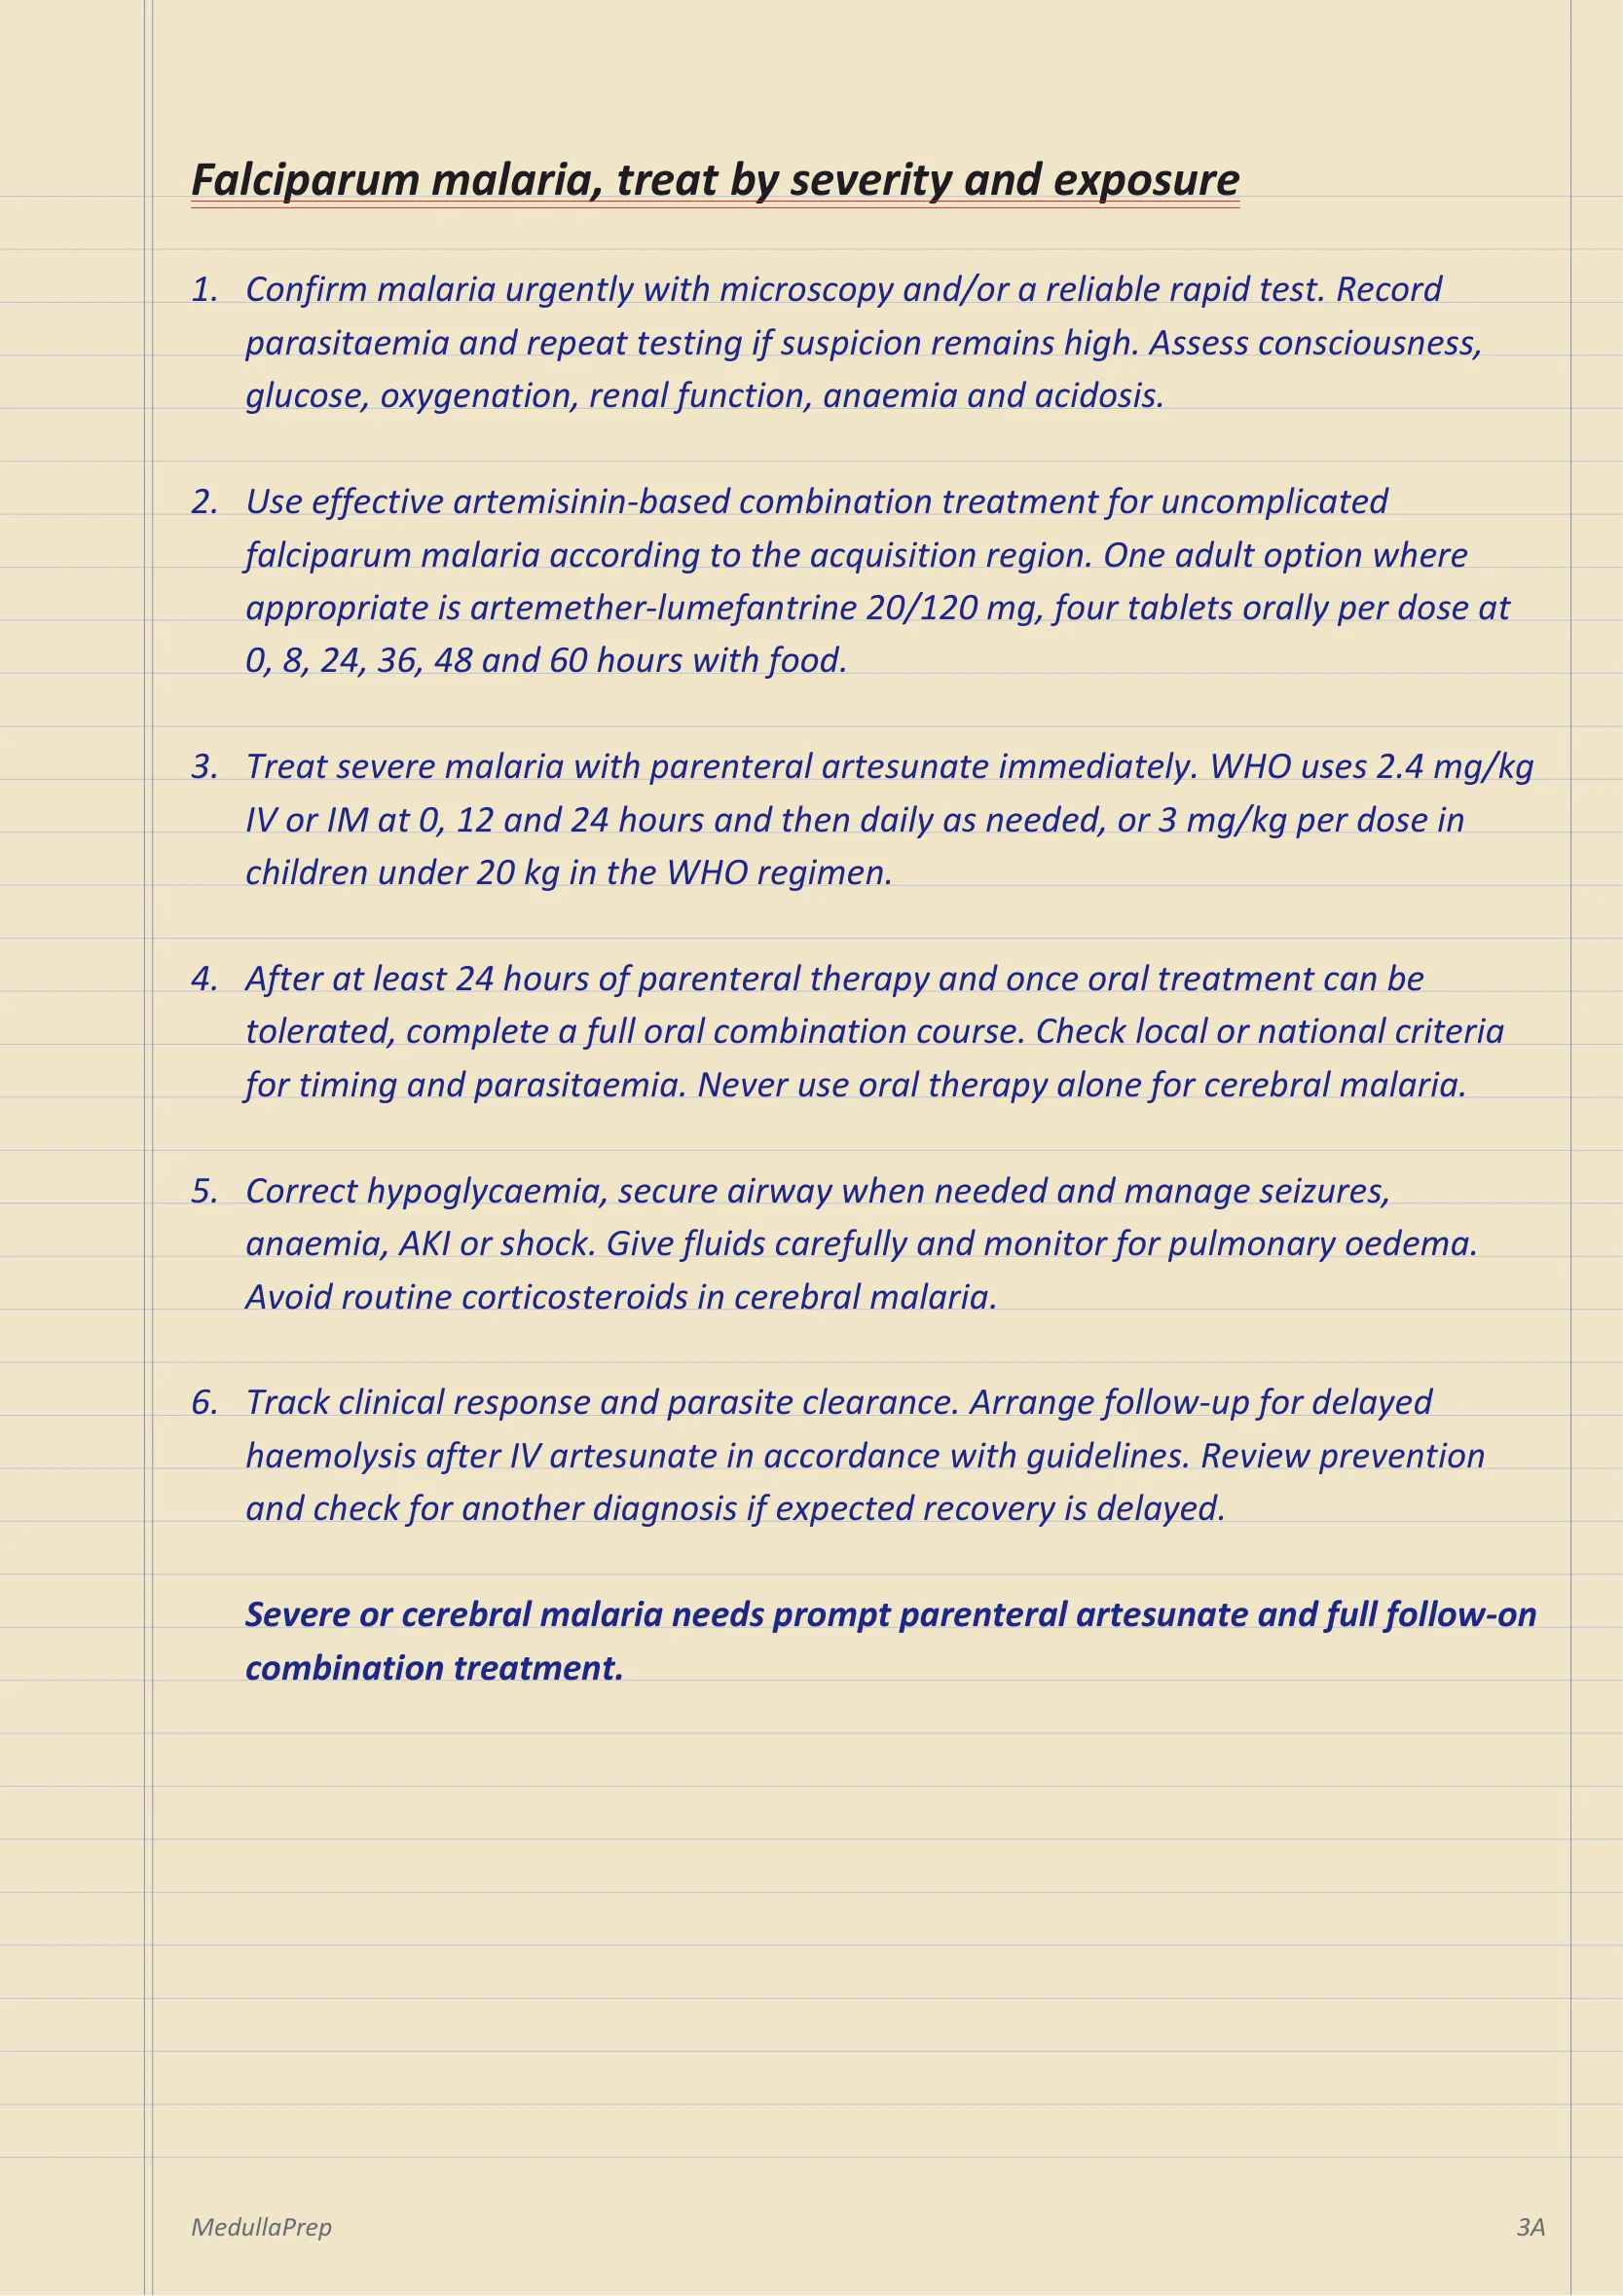 Falciparum malaria, treat by severity and exposure
1. Confirm malaria urgently with microscopy and/or a reliable rapid test. Record
parasitaemia and repeat testing if suspicion remains high. Assess consciousness,
glucose, oxygenation, renal function, anaemia and acidosis.
2. Use effective artemisinin-based combination treatment for uncomplicated
falciparum malaria according to the acquisition region. One adult option where
appropriate is artemether-lumefantrine 20/120 mg, four tablets orally per dose at
0, 8, 24, 36, 48 and 60 hours with food.
3. Treat severe malaria with parenteral artesunate immediately. WHO uses 2.4 mg/kg
IV or IM at 0, 12 and 24 hours and then daily as needed, or 3 mg/kg per dose in
children under 20 kg in the WHO regimen.
4. After at least 24 hours of parenteral therapy and once oral treatment can be
tolerated, complete a full oral combination course. Check local or national criteria
for timing and parasitaemia. Never use oral therapy alone for cerebral malaria.
5. Correct hypoglycaemia, secure airway when needed and manage seizures,
anaemia, AKI or shock. Give fluids carefully and monitor for pulmonary oedema.
Avoid routine corticosteroids in cerebral malaria.
6. Track clinical response and parasite clearance. Arrange follow-up for delayed
haemolysis after IV artesunate in accordance with guidelines. Review prevention
and check for another diagnosis if expected recovery is delayed.
Severe or cerebral malaria needs prompt parenteral artesunate and full follow-on
combination treatment.
MedullaPrep
3A